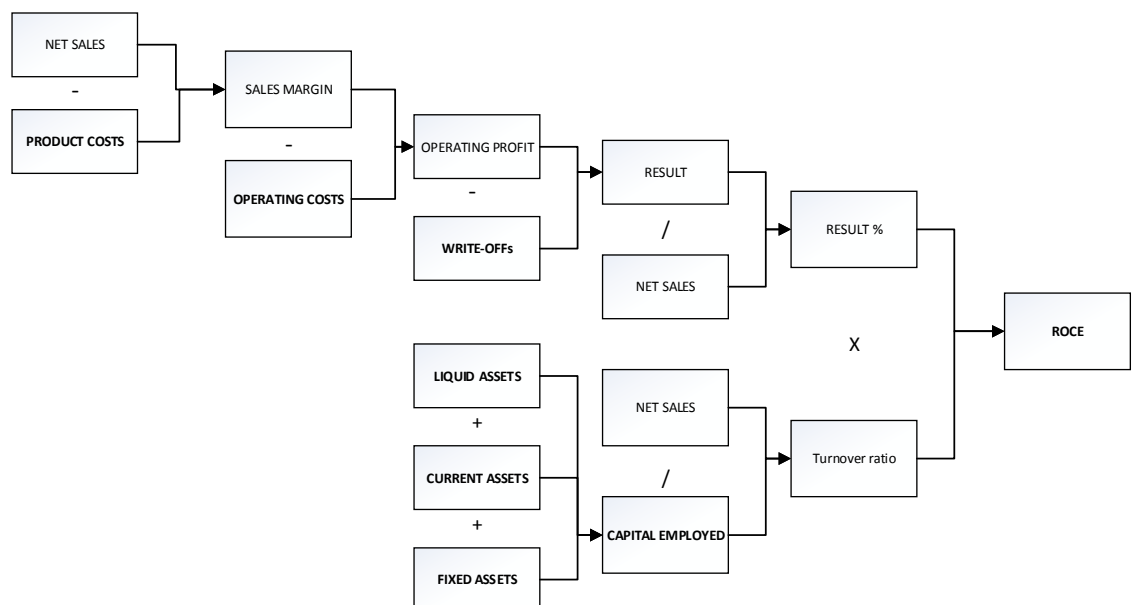 NET SALES
-
PRODUCT COSTS
SALES MARGIN
-
OPERATING COSTS
OPERATING PROFIT
-
WRITE-OFFs
RESULT
/
NET SALES
RESULT %
X
ROCE
LIQUID ASSETS
+
CURRENT ASSETS
+
FIXED ASSETS
NET SALES
/
CAPITAL EMPLOYED
Turnover ratio